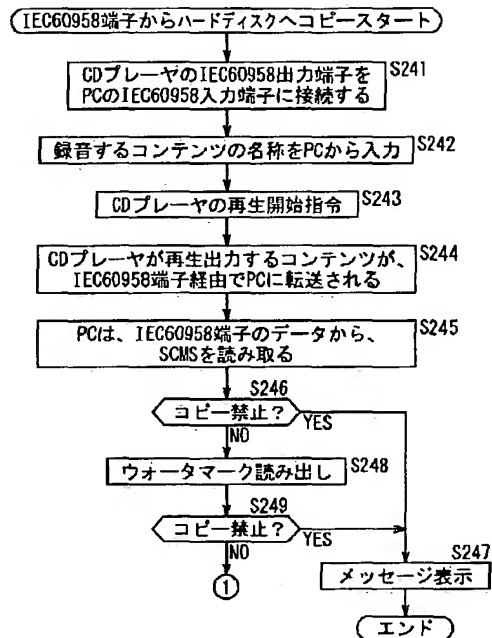 IEC60958端子からハードディスクへコピースタート
S241
CDプレーヤのIEC60958出力端子を
PCのIEC60958入力端子に接続する
録音するコンテンツの名称をPCから入力
S242
CDプレーヤの再生開始指令
S243
CDプレーヤが再生出力するコンテンツが、
IEC60958端子経由でPCに転送される
S244
PCは、IEC60958端子のデータから、
SCMSを読み取る
S245
S246
コピー禁止?
YES
NO
ウォータマーク読み出し
S248
S249
コピー禁止?
YES
NO
①
S247
メッセージ表示
エンド